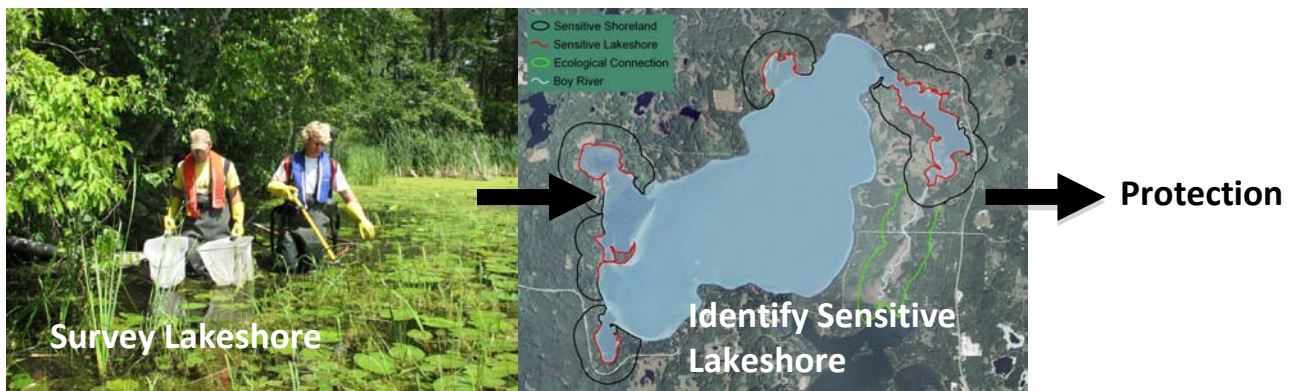 Sensitive Shoreland
Sensitive Lakeshore
Ecological Connection
Boy River
Survey Lakeshore
Identify Sensitive
Lakeshore
Protection